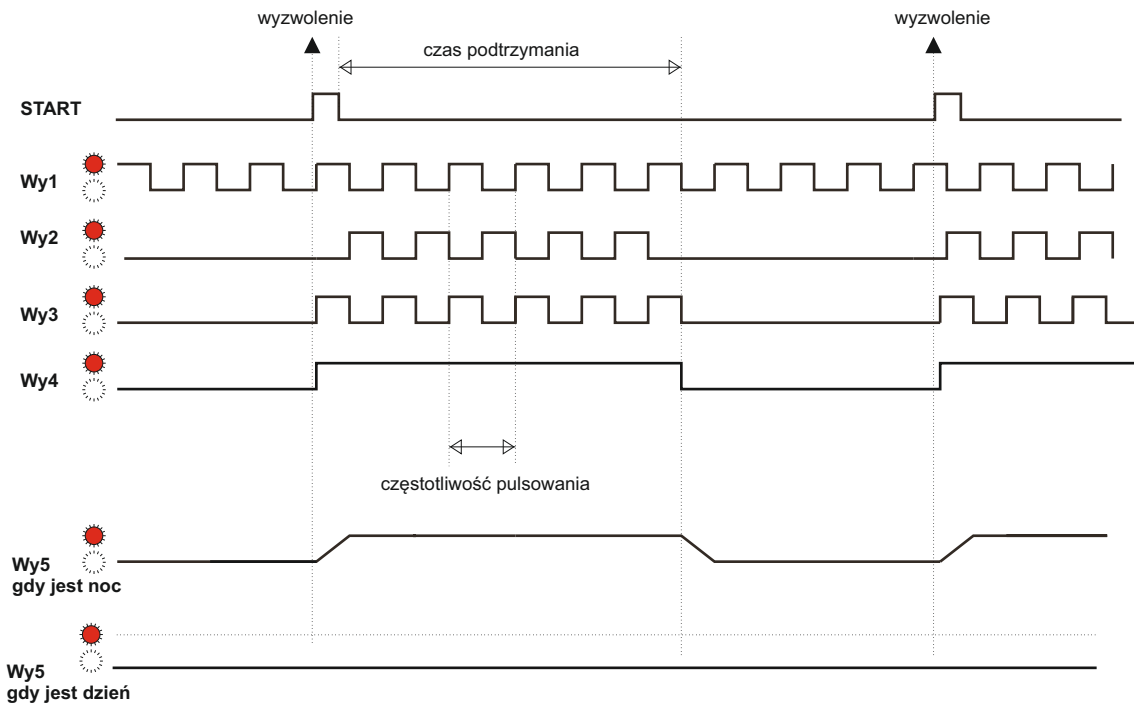 wyzwolenie
wyzwolenie
czas podtrzymania
START
Wy1
Wy2
Wy3
Wy4
częstotliwość pulsowania
Wy5
gdy jest noc
Wy5
gdy jest dzień